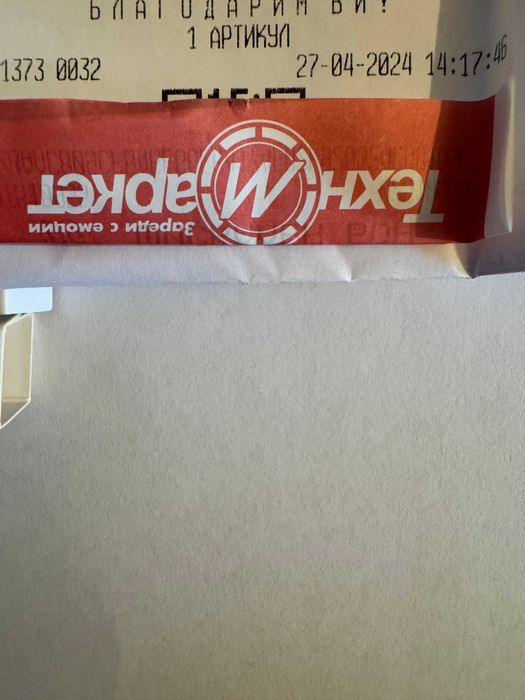 БЛАГОДАРИМ ВИ!
1 АРТИКУЛ
1373 0032 27-04-2024 14:17:46
ТехноМаркет
Зареди с емоции